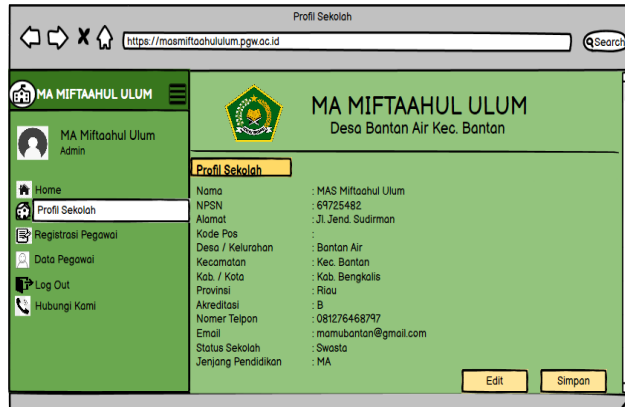 Profil Sekolah
https://masmiftaahululum.pgw.ac.id
Search
MA MIFTAAHUL ULUM
MA Miftaahul Ulum
Admin
Home
Profil Sekolah
Registrasi Pegawai
Data Pegawai
Log Out
Hubungi Kami
MA MIFTAAHUL ULUM
Desa Bantan Air Kec. Bantan
Profil Sekolah
Nama : MAS Miftaahul Ulum
NPSN : 69725482
Alamat : Jl. Jend. Sudirman
Kode Pos :
Desa / Kelurahan : Bantan Air
Kecamatan : Kec. Bantan
Kab. / Kota : Kab. Bengkalis
Provinsi : Riau
Akreditasi : B
Nomer Telpon : 081276468797
Email : mamubantan@gmail.com
Status Sekolah : Swasta
Jenjang Pendidikan : MA
Edit Simpan